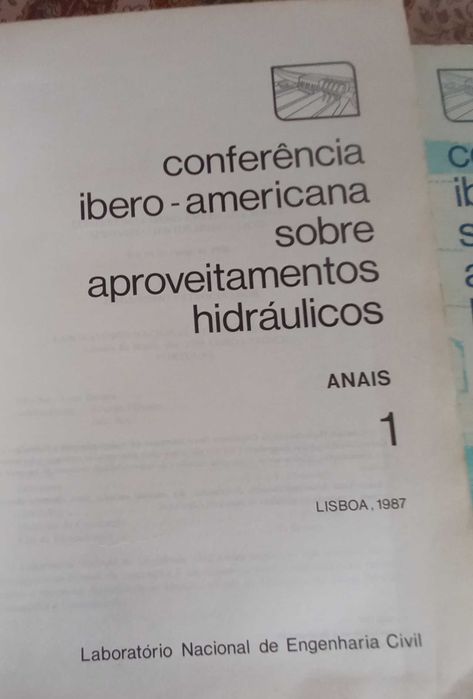 conferência
ibero-americana
sobre
aproveitamentos
hidráulicos
ANAIS
1
LISBOA, 1987
Laboratório Nacional de Engenharia Civil